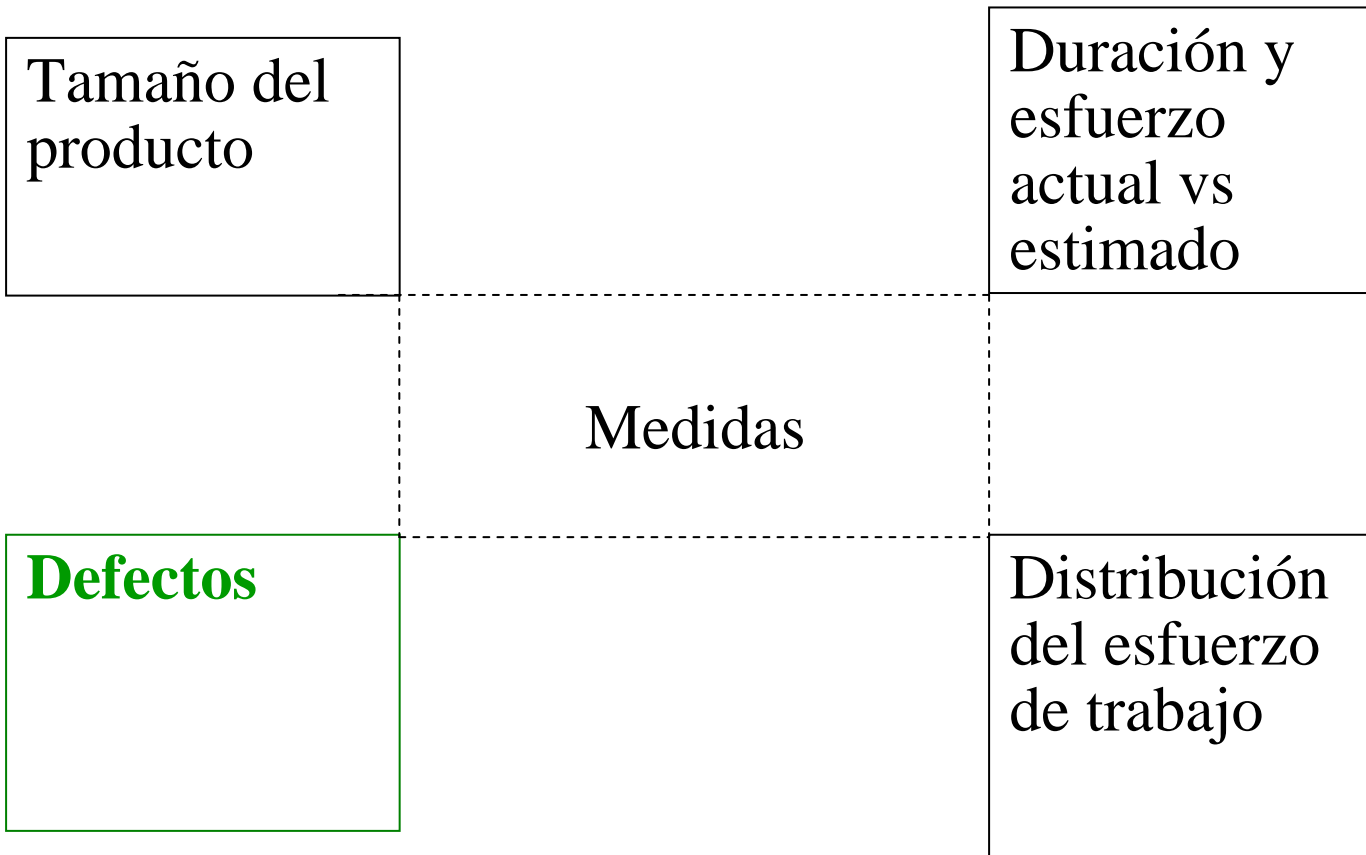 Tamaño del
producto
Duración y
esfuerzo
actual vs
estimado
Medidas
Defectos
Distribución
del esfuerzo
de trabajo